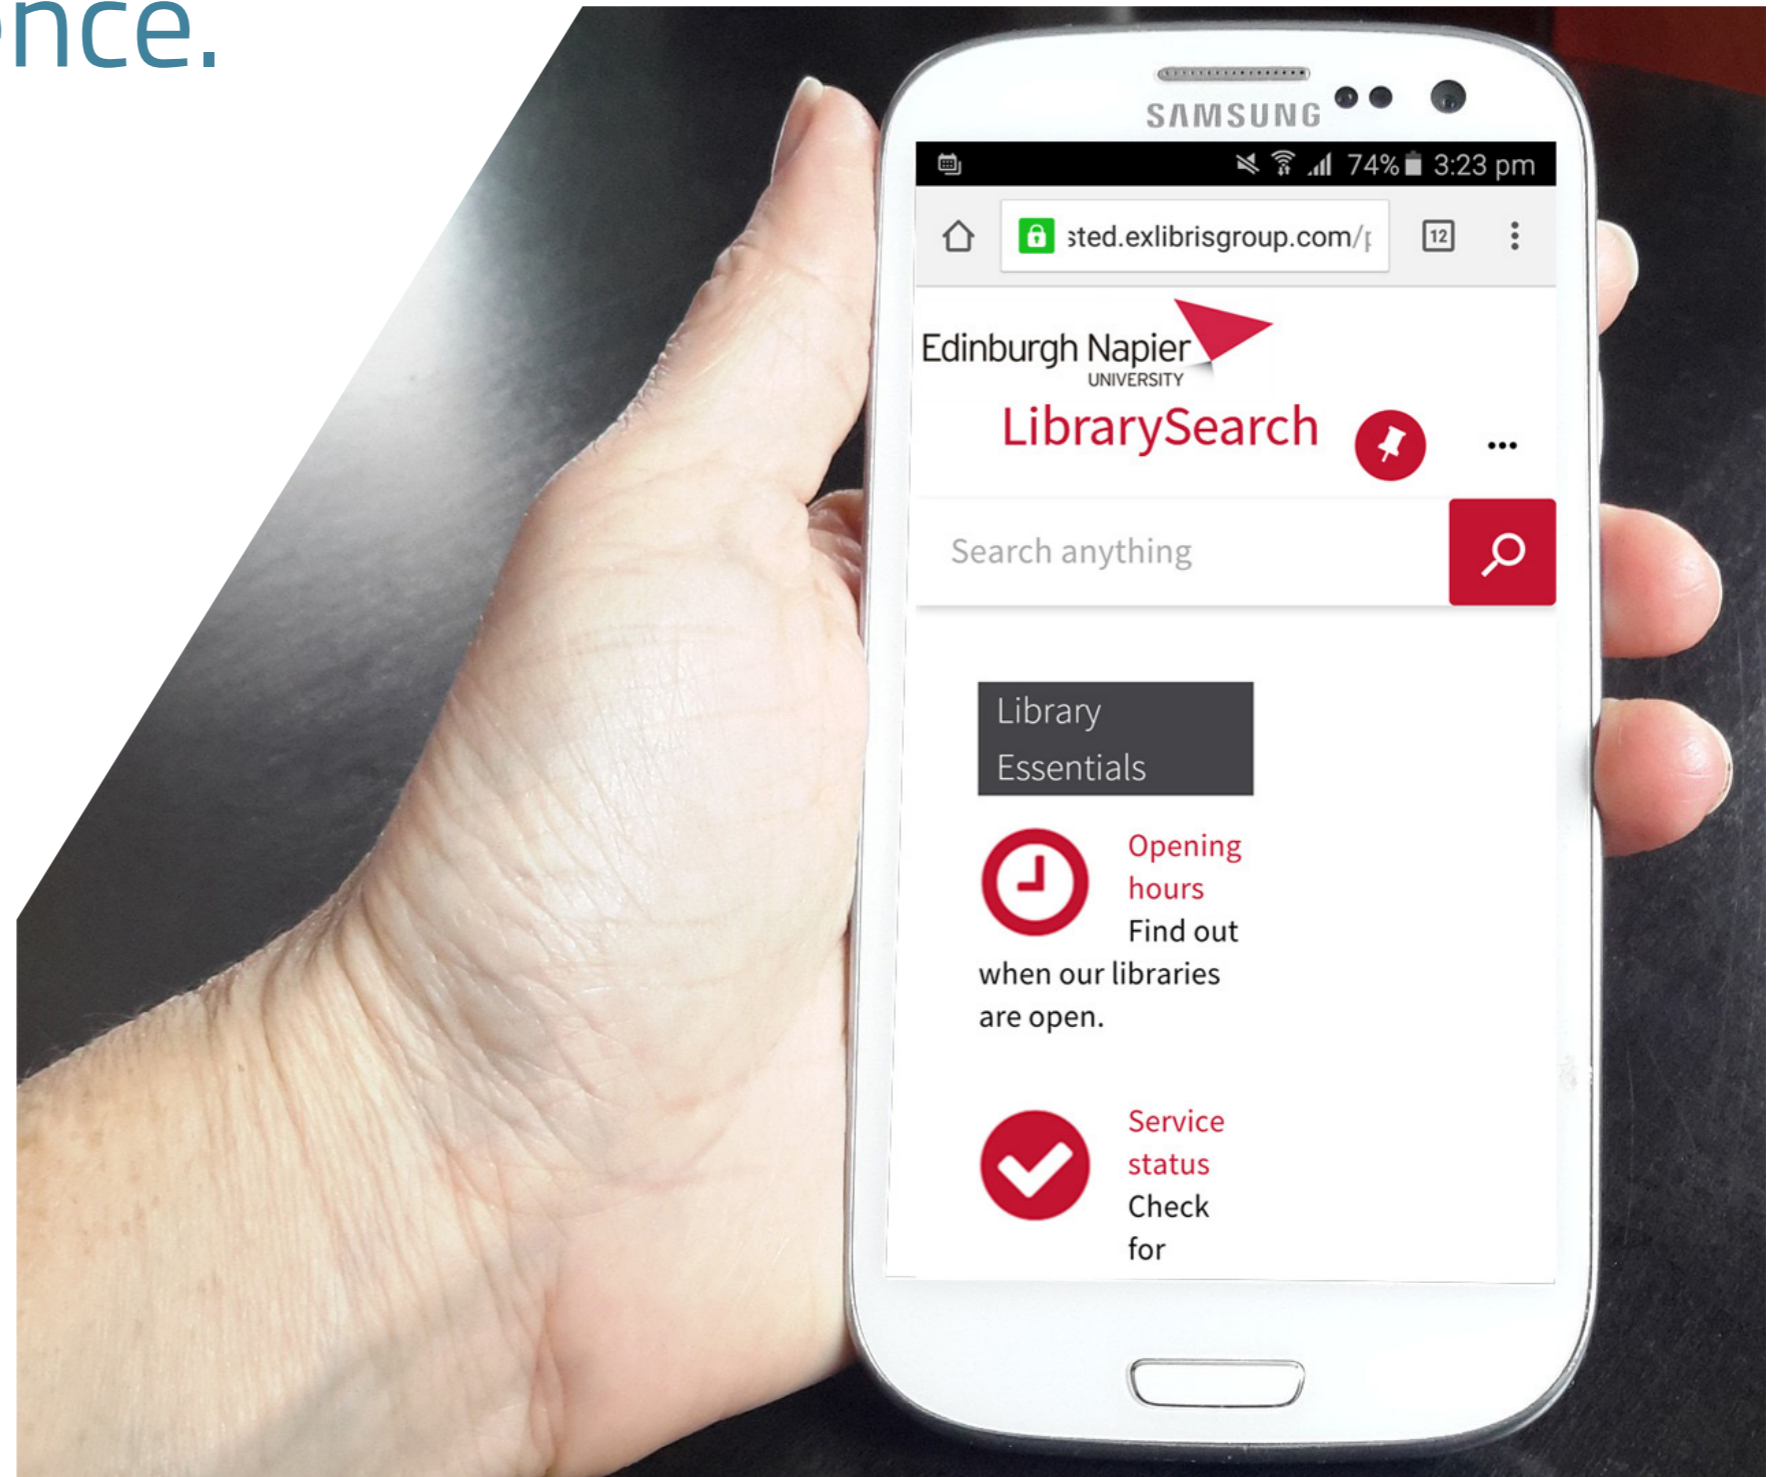 nce.
SAMSUNG
74% 3:23 pm
sted.exlibrisgroup.com/
12
Edinburgh Napier
UNIVERSITY
LibrarySearch
Search anything
Library
Essentials
Opening
hours
Find out
when our libraries
are open.
Service
status
Check
for